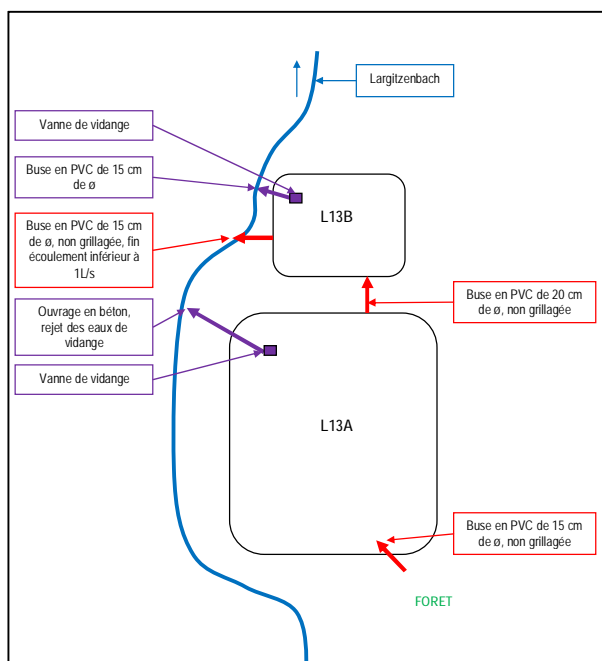 Largitzenbach
Vanne de vidange
Buse en PVC de 15 cm
de ø
L13B
Buse en PVC de 15 cm
de ø, non grillagée, fin
écoulement inférieur à
1L/s
Buse en PVC de 20 cm
de ø, non grillagée
Ouvrage en béton,
rejet des eaux de
vidange
Vanne de vidange
L13A
Buse en PVC de 15 cm
de ø, non grillagée
FORET